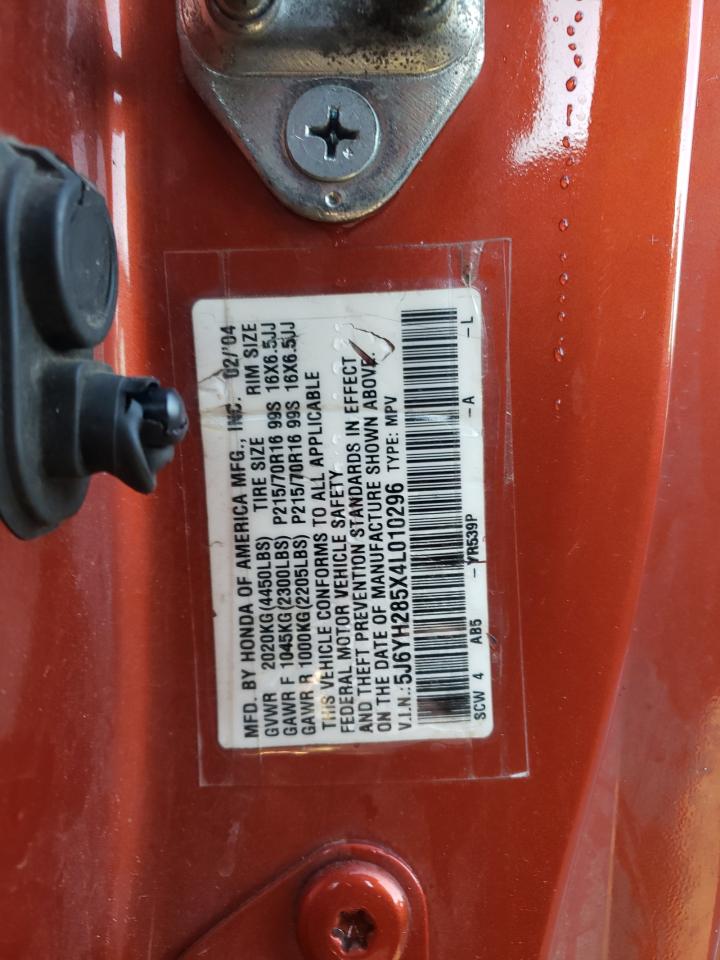 MFD. BY HONDA OF AMERICA MFG., INC. 02/'04
GVWR 2020KG(4450LBS) TIRE SIZE RIM SIZE
GAWR F 1045KG(2300LBS) P215/70R16 99S 16X6.5JJ
GAWR R 1000KG(2205LBS) P215/70R16 99S 16X6.5JJ
THIS VEHICLE CONFORMS TO ALL APPLICABLE
FEDERAL MOTOR VEHICLE SAFETY
AND THEFT PREVENTION STANDARDS IN EFFECT
ON THE DATE OF MANUFACTURE SHOWN ABOVE.
V.I.N.:5J6YH285X4L010296 TYPE: MPV
SCW 4 AB5 -YR539P -A -L